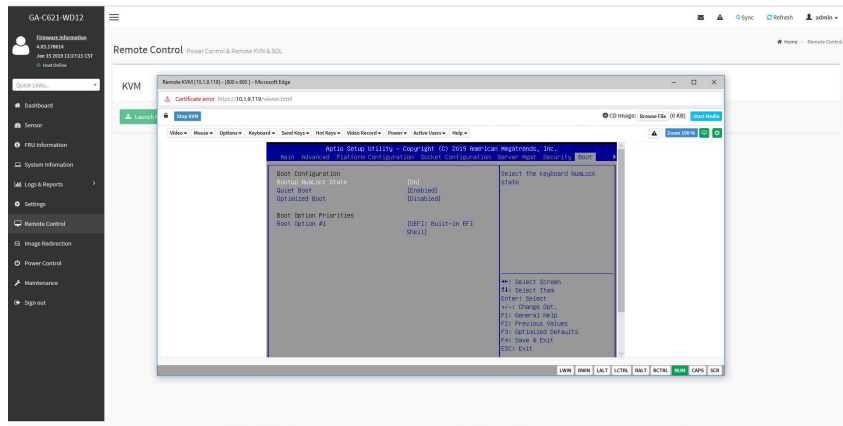 GA-C621-WD12
Sync
Refresh
admin
Firmware Information
4.03.170614
Jan 15 2019 11:27:21 CST
Host Online
Remote Control Power Control & Remote KVM & SOL
Home
Remote Control
Quick Links..
KVM
Dashboard
Sensor
FRU Information
System Information
Logs & Reports
Settings
Remote Control
Image Redirection
Power Control
Maintenance
Sign out
Launch
Remote KVM [10.1.9.119] - [800 x 600 ] - Microsoft Edge
Certificate error https://10.1.9.119/viewer.html
Stop KVM
CD Image: Browse File (0 KB) Start Media
Video Mouse Options Keyboard Send Keys Hot Keys Video Record Power Active Users Help
Zoom 100 %
Aptio Setup Utility – Copyright (C) 2019 American Megatrends, Inc.
Main Advanced Platform Configuration Socket Configuration Server Mgmt Security Boot
Boot Configuration
Bootup NumLock State [On]
Quiet Boot [Enabled]
Optimized Boot [Disabled]
Boot Option Priorities
Boot Option #1 [UEFI: Built-in EFI
Shell]
Select the keyboard NumLock
state
: Select Screen
: Select Item
Enter: Select
+/-: Change Opt.
F1: General Help
F2: Previous Values
F3: Optimized Defaults
F4: Save & Exit
ESC: Exit
LWIN RWIN LALT LCTRL RALT RCTRL NUM CAPS SCR